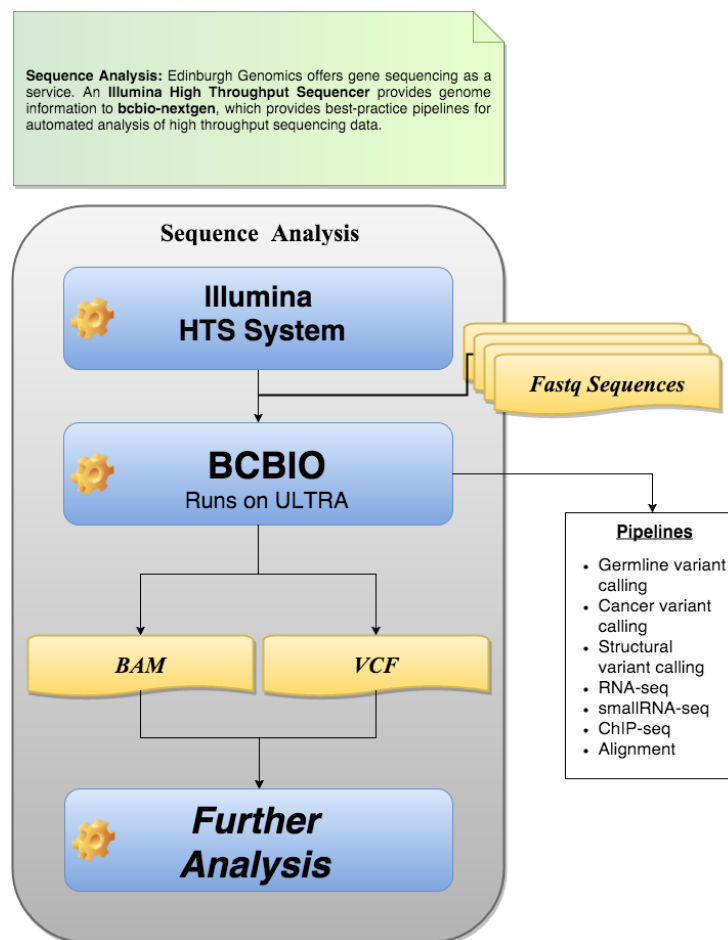 Sequence Analysis: Edinburgh Genomics offers gene sequencing as a
service. An Illumina High Throughput Sequencer provides genome
information to bcbio-nextgen, which provides best-practice pipelines for
automated analysis of high throughput sequencing data.
Sequence Analysis
Illumina
HTS System
Fastq Sequences
BCBIO
Runs on ULTRA
Pipelines
• Germline variant
calling
• Cancer variant
calling
• Structural
variant calling
• RNA-seq
• smallRNA-seq
• ChIP-seq
• Alignment
BAM
VCF
Further
Analysis